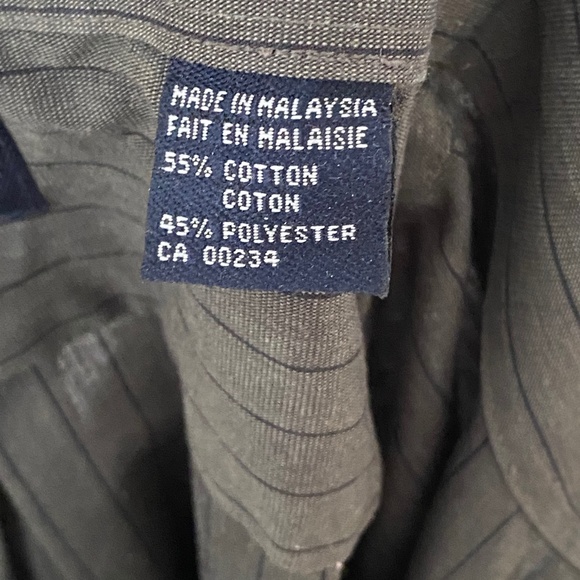 MADE IN MALAYSIA
FAIT EN MALAISIE
55% COTTON
COTON
45% POLYESTER
CA 00234